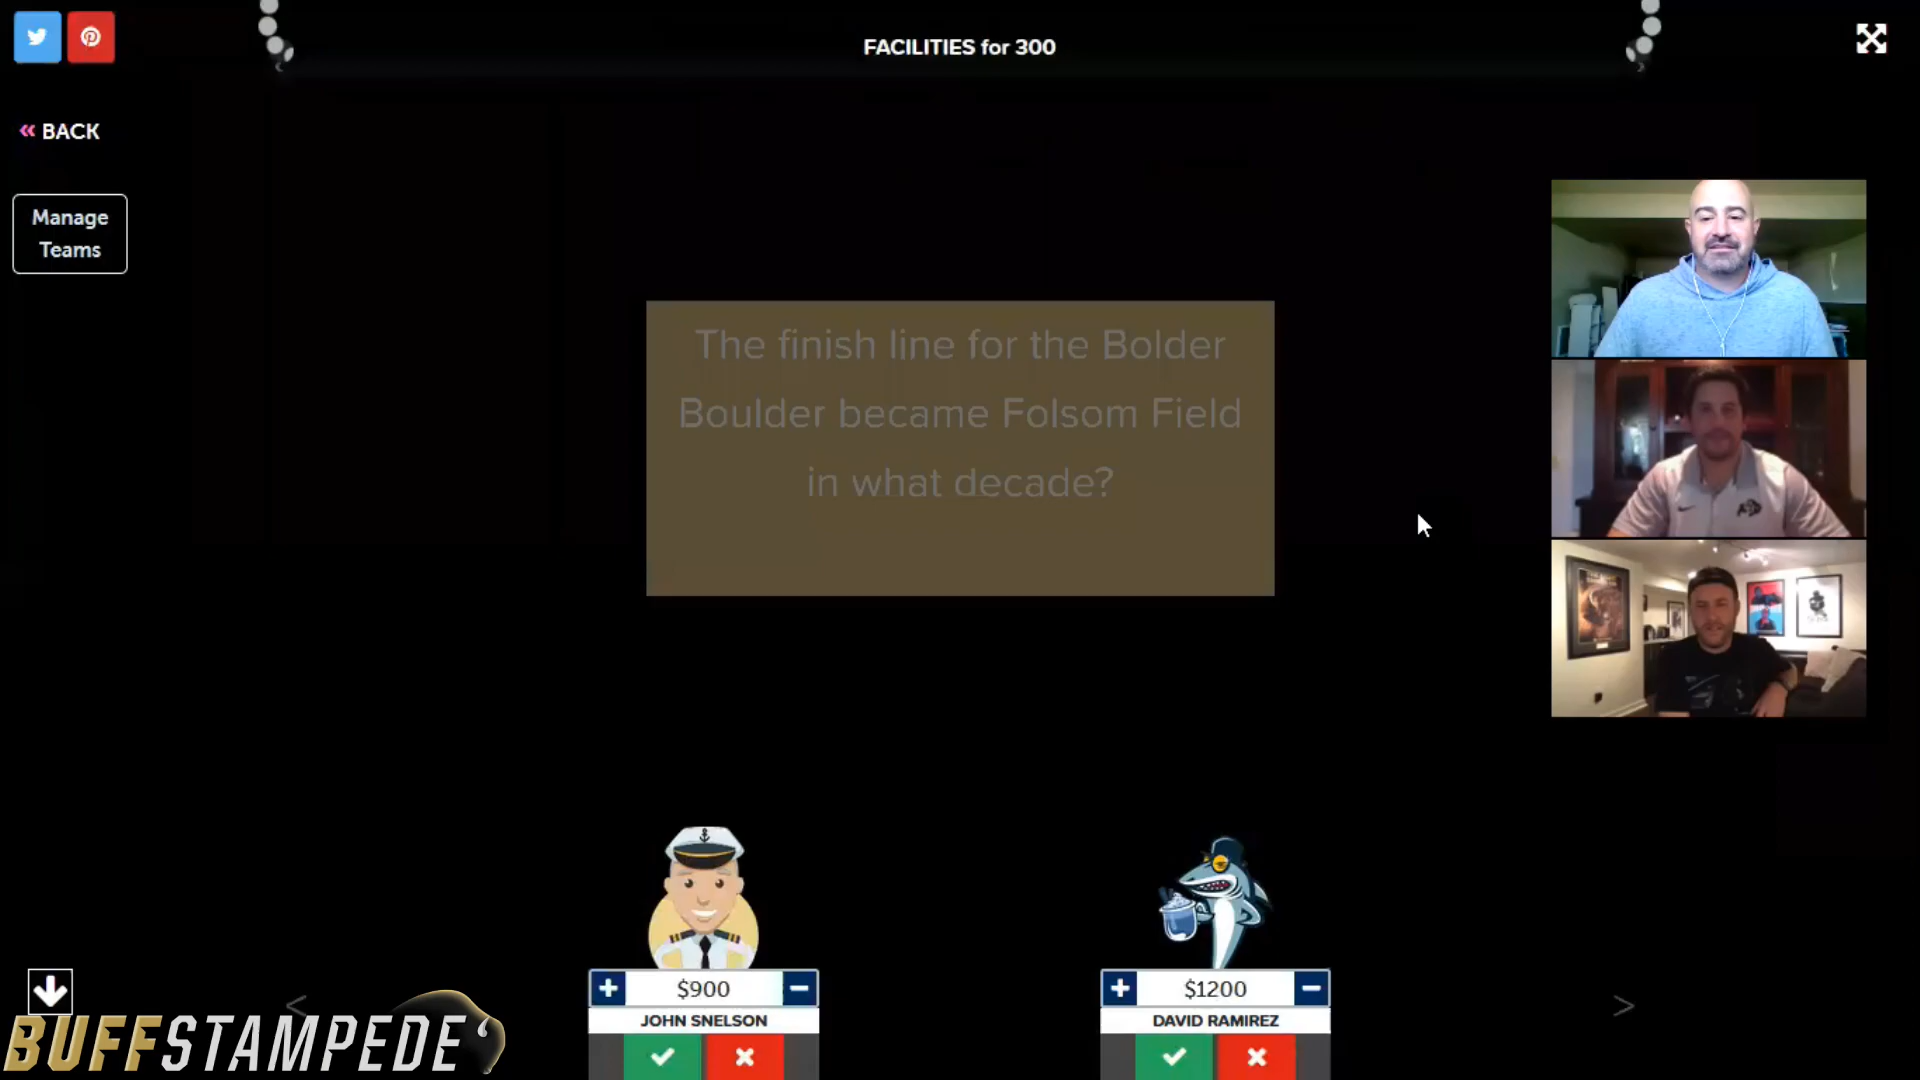 FACILITIES for 300
« BACK
Manage
Teams
The finish line for the Bolder
Boulder became Folsom Field
in what decade?
$900
JOHN SNELSON
$1200
DAVID RAMIREZ
BUFFSTAMPEDE